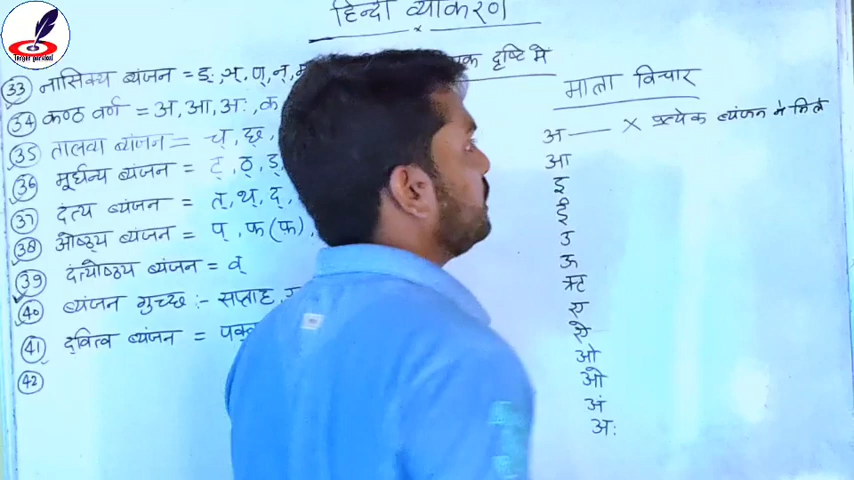 हिन्दी व्याकरण
दृष्टि से
33 नासिक्य व्यंजन = ङ, ञ, ण्, न्, म
34 कण्ठ वर्ण = अ, आ, अः, क
35 तालव्य व्यंजन = च्, छ्,
36 मूर्धन्य व्यंजन = ट्, ठ्, ड्
37 दंत्य व्यंजन = त्, थ्, द्,
38 ओष्ठ्य व्यंजन = प्, फ (फ़),
39 दंत्योष्ठ्य व्यंजन = व्
40 व्यंजन गुच्छ :- सप्ताह,
41 द्वित्व व्यंजन =
42
मात्रा विचार
अ — × प्रत्येक व्यंजन में मिले
आ
इ
ई
उ
ऊ
ऋ
ए
ऐ
ओ
औ
अं
अः